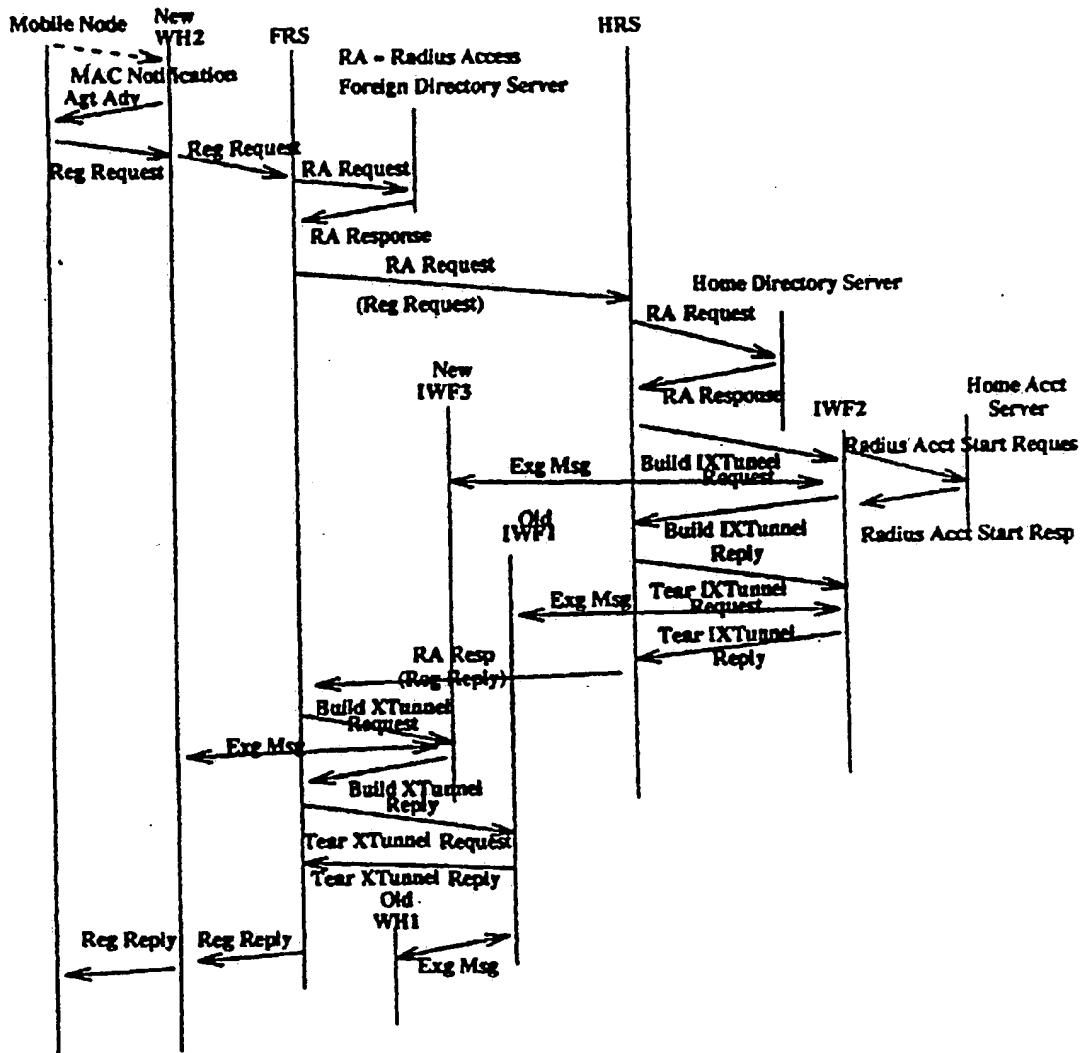 Mobile Node
New
WH2
FRS
HRS
RA - Radius Access
Foreign Directory Server
MAC Notification
Agt Adv
Reg Request
Reg Request
RA Request
RA Response
RA Request
(Reg Request)
Home Directory Server
RA Request
RA Response
New
IWF3
IWF2
Home Acct
Server
Radius Acct Start Reques
Exg Msg
Build IXTunnel
Request
Old
IWF1
Build IXTunnel
Reply
Radius Acct Start Resp
Exg Msg
Tear IXTunnel
Request
Tear IXTunnel
Reply
RA Resp
(Reg Reply)
Build XTunnel
Request
Exg Msg
Build XTunnel
Reply
Tear XTunnel Request
Tear XTunnel Reply
Old
WH1
Reg Reply
Reg Reply
Exg Msg